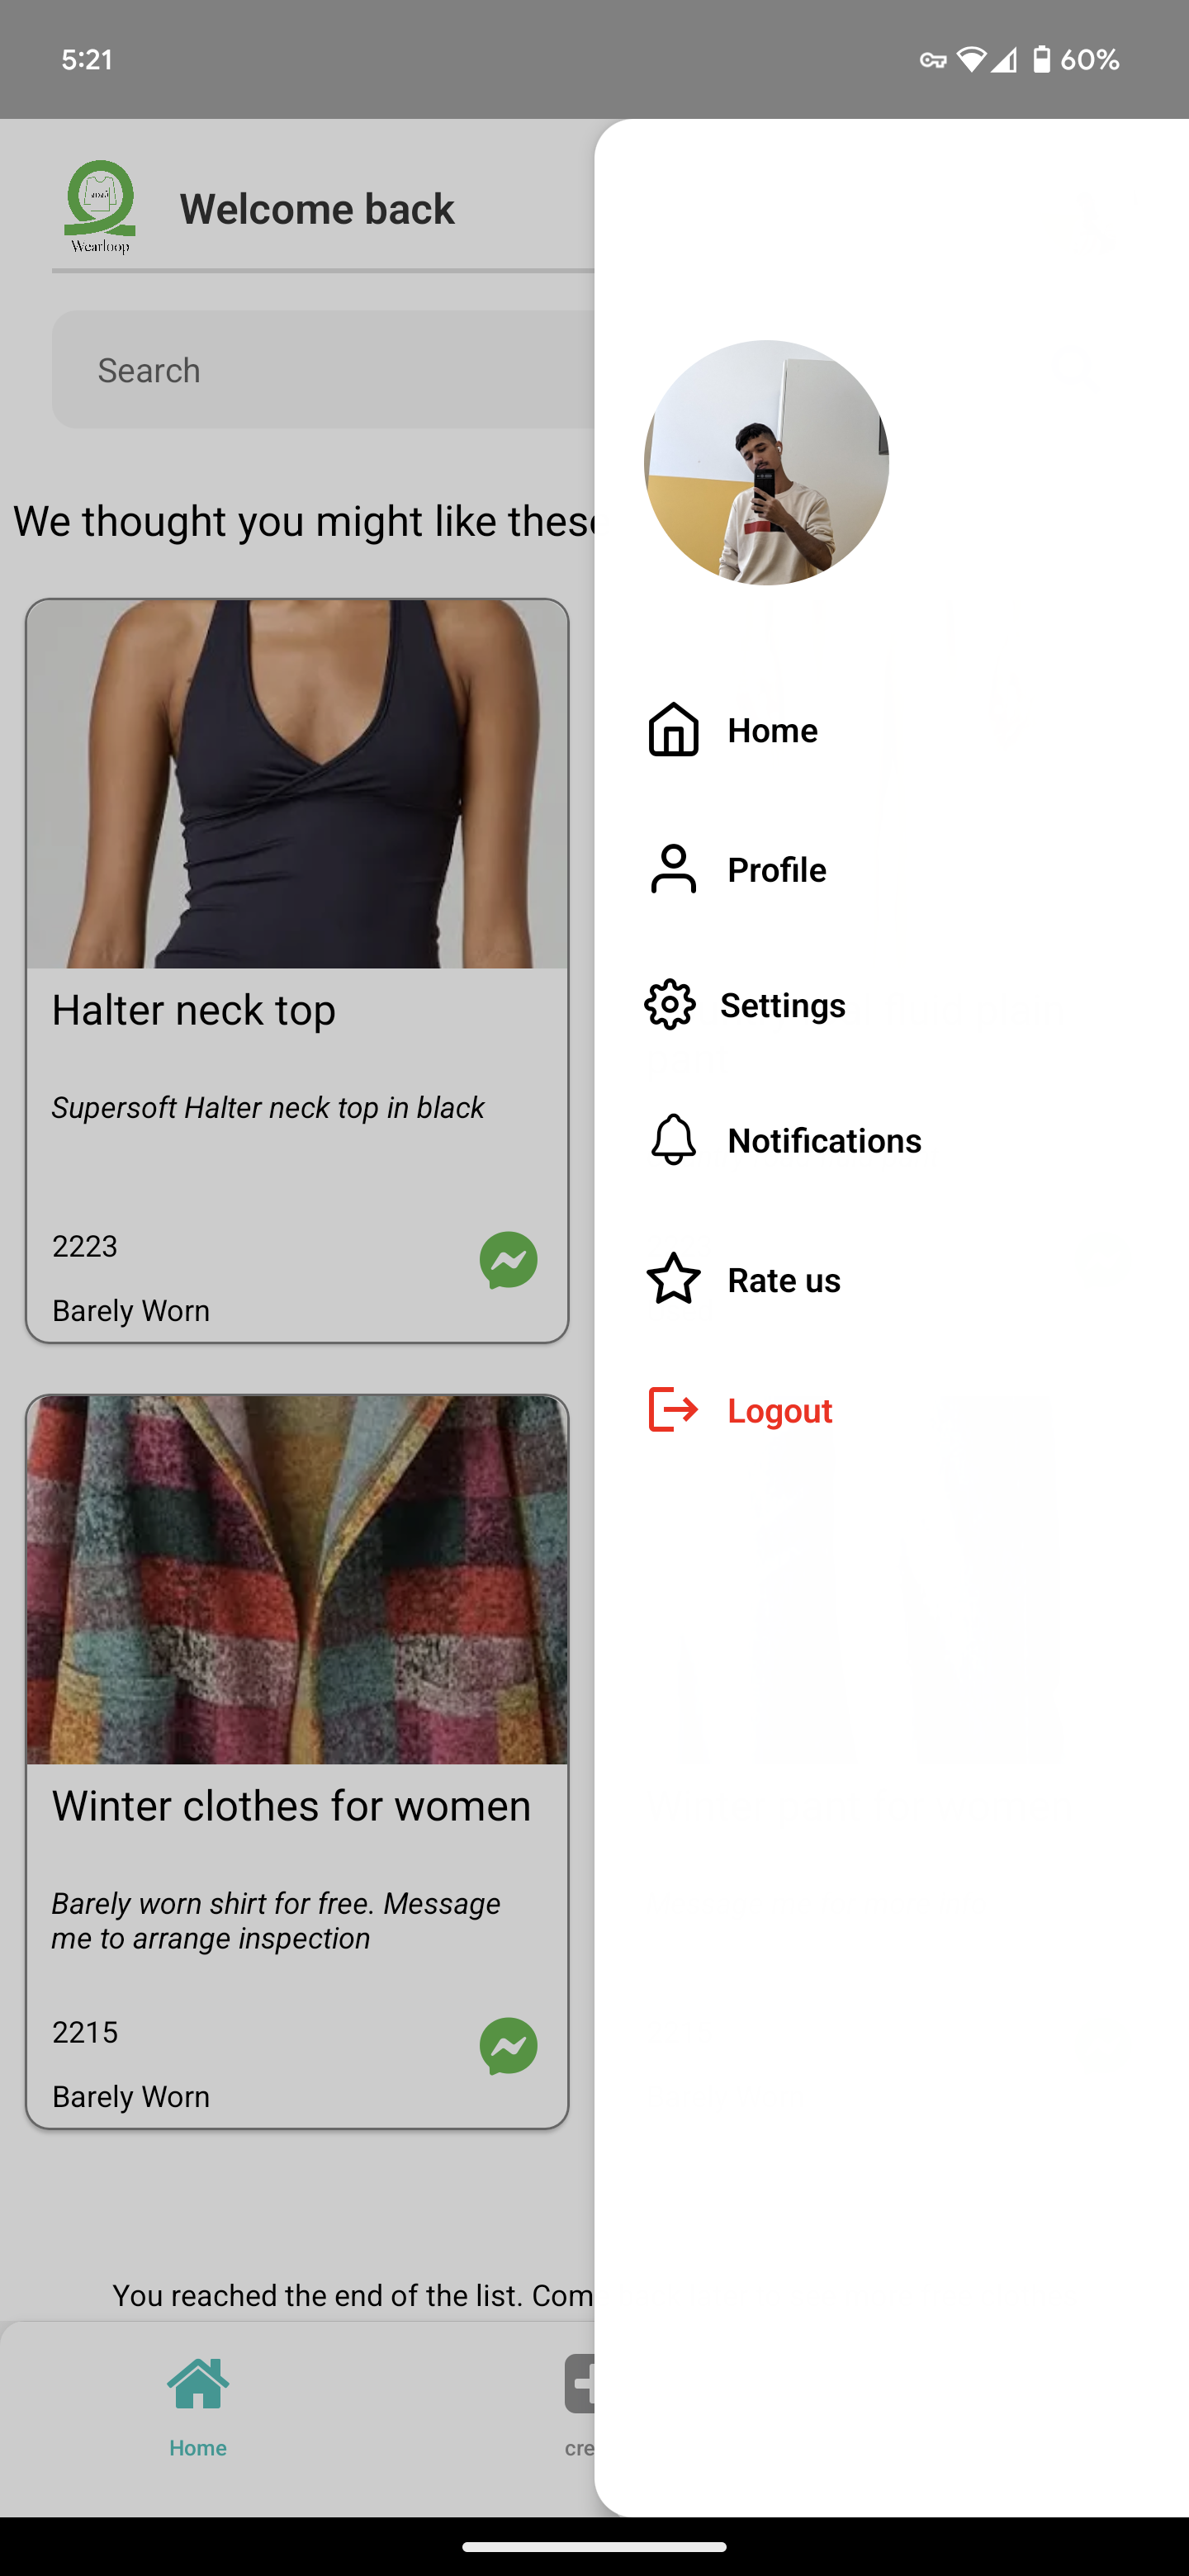 5:21
60%
Wearloop
Welcome back
Search
We thought you might like these
Halter neck top
Supersoft Halter neck top in black
2223
Barely Worn
Winter clothes for women
Barely worn shirt for free. Message
me to arrange inspection
2215
Barely Worn
You reached the end of the list. Com
Home
cre
Home
Profile
Settings
Notifications
Rate us
Logout